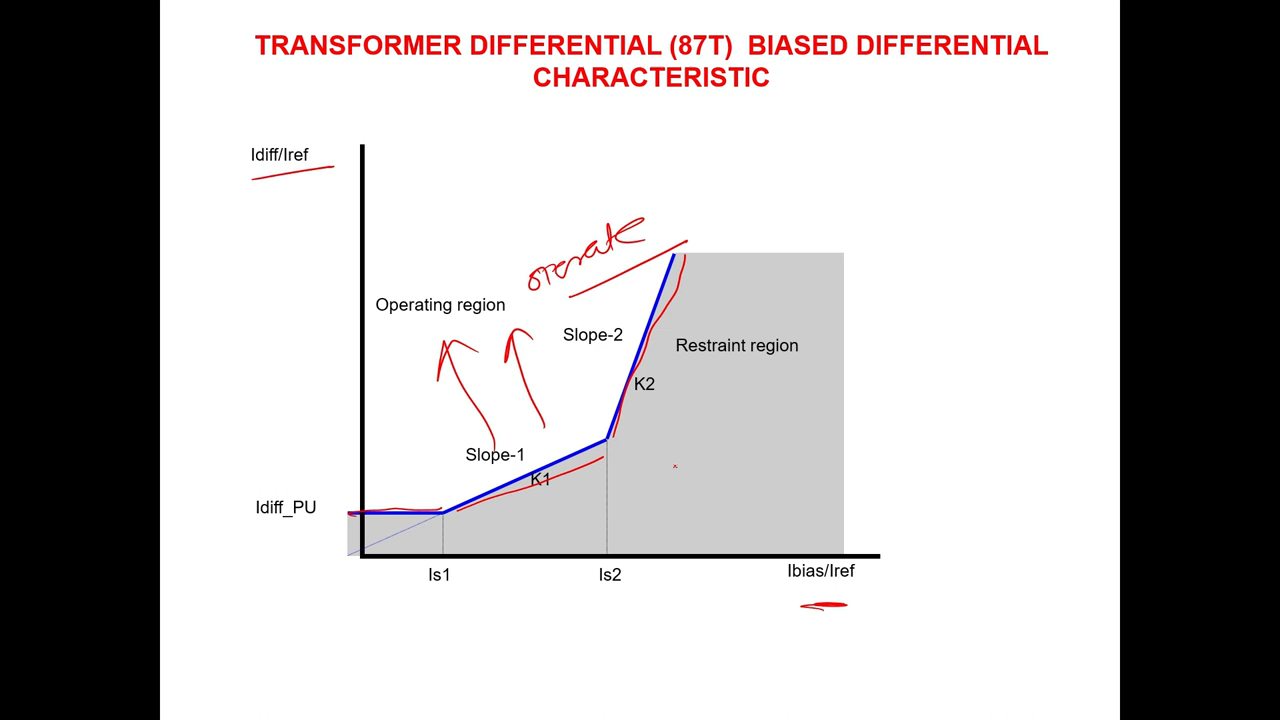 TRANSFORMER DIFFERENTIAL (87T) BIASED DIFFERENTIAL
CHARACTERISTIC
Idiff/Iref
operate
Operating region
Slope-2
Restraint region
K2
Slope-1
K1
Idiff_PU
Is1
Is2
Ibias/Iref